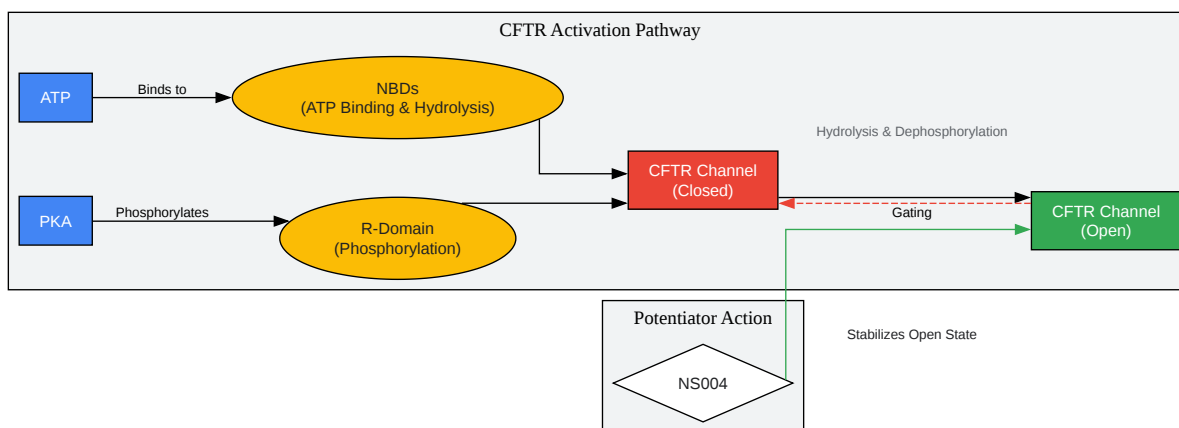 CFTR Activation Pathway
ATP
Binds to
NBDs
(ATP Binding & Hydrolysis)
Hydrolysis & Dephosphorylation
CFTR Channel
(Closed)
PKA
Phosphorylates
R-Domain
(Phosphorylation)
Gating
CFTR Channel
(Open)
Potentiator Action
Stabilizes Open State
NS004